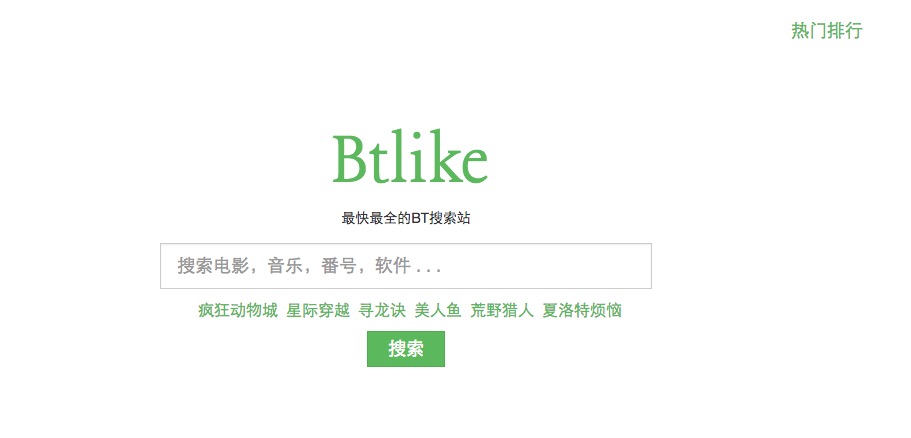 热门排行
Btlike
最快最全的BT搜索站
搜索电影，音乐，番号，软件 . . .
疯狂动物城 星际穿越 寻龙诀 美人鱼 荒野猎人 夏洛特烦恼
搜索